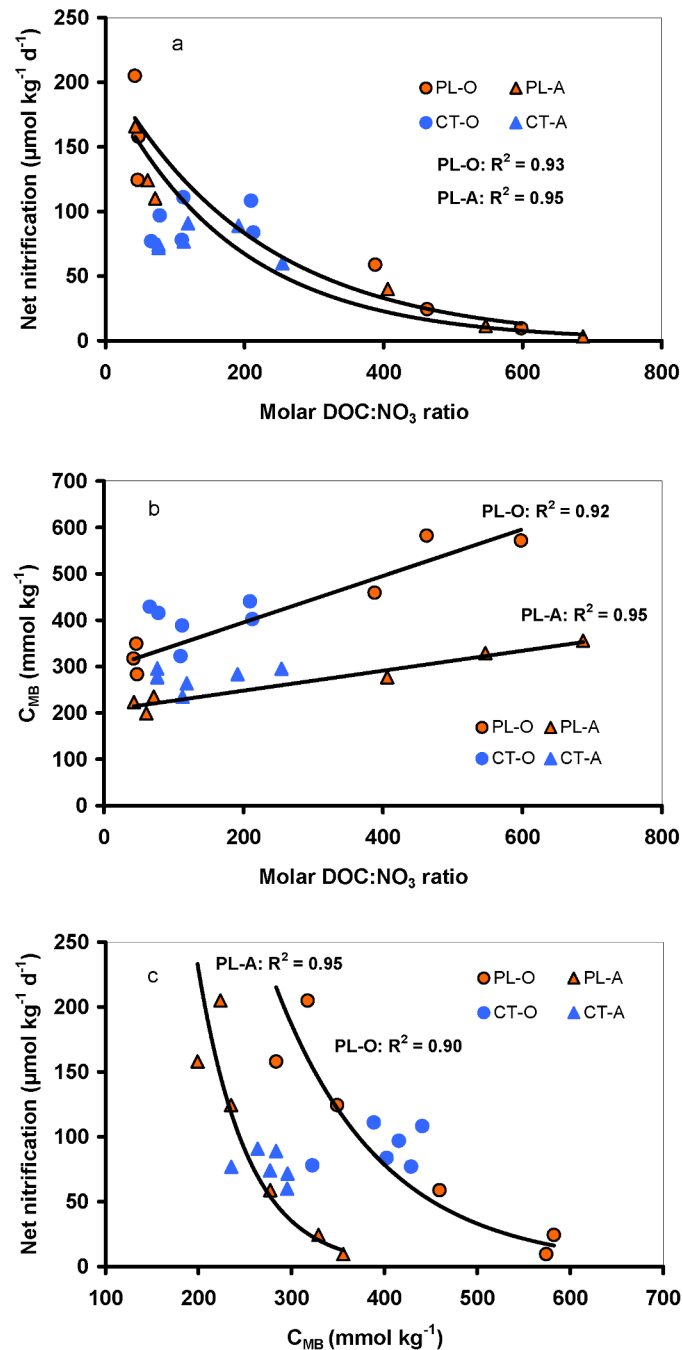 a
250
200
150
100
50
0
Net nitrification (µmol kg⁻¹ d⁻¹)
PL-O PL-A
CT-O CT-A
PL-O: R² = 0.93
PL-A: R² = 0.95
0 200 400 600 800
Molar DOC:NO₃ ratio
b
700
600
500
400
300
200
100
0
C_MB (mmol kg⁻¹)
PL-O: R² = 0.92
PL-A: R² = 0.95
PL-O PL-A
CT-O CT-A
0 200 400 600 800
Molar DOC:NO₃ ratio
c
250
200
150
100
50
0
Net nitrification (µmol kg⁻¹ d⁻¹)
PL-A: R² = 0.95
PL-O PL-A
CT-O CT-A
PL-O: R² = 0.90
100 200 300 400 500 600 700
C_MB (mmol kg⁻¹)